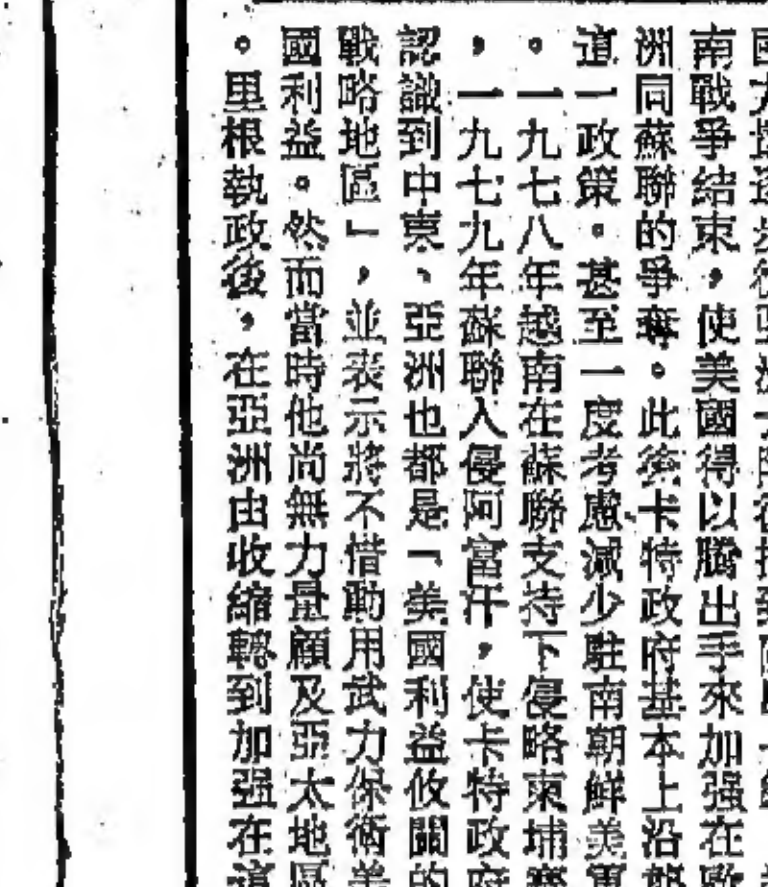 南戰爭結束，使美國得以騰出手來加强在歐
洲同蘇聯的爭奪。此後卡特政府基本上沿
道一政策。甚至一度考慮減少駐南朝鮮美軍
。一九七八年越南在蘇聯支持下侵略柬埔寨
，一九七九年蘇聯入侵阿富汗，使卡特政府
認識到中東、亞洲也都是「美國利益攸關的
戰略地區」，並表示將不惜動用武力保衛美
國利益。然而當時他尚無力量顧及亞太地區
。里根執政後，在亞洲由收縮轉到加强在這